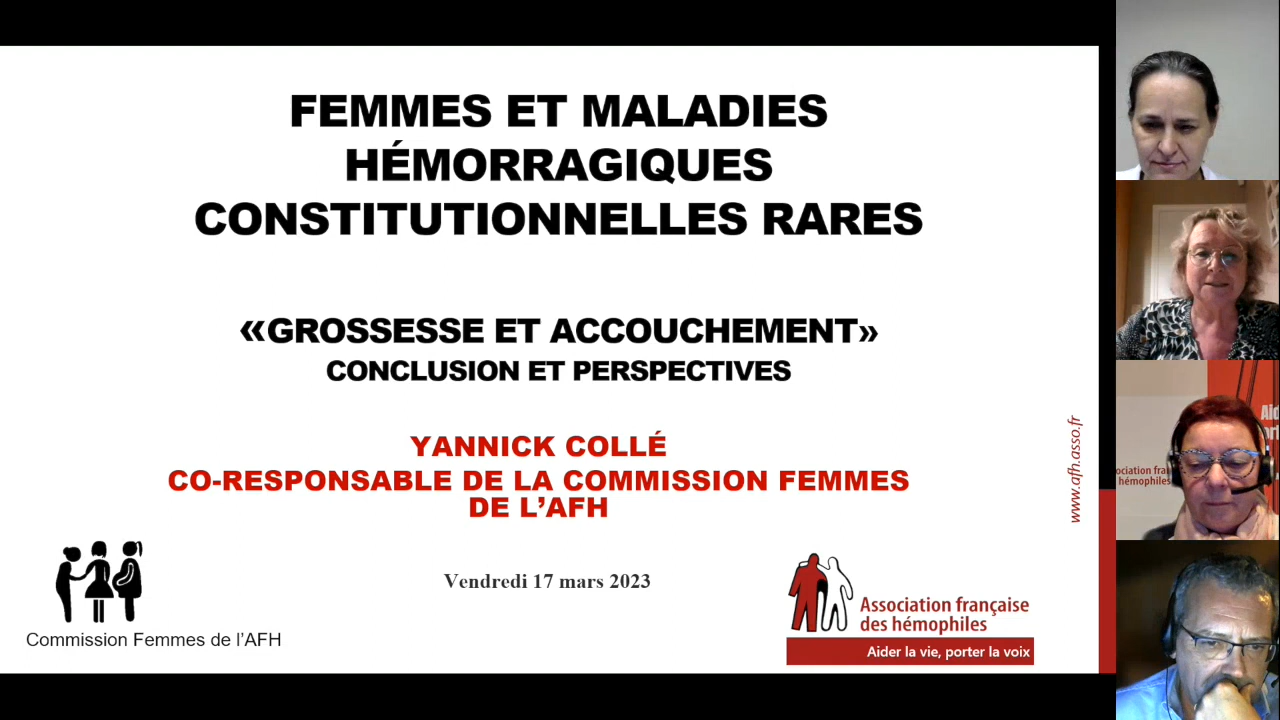 FEMMES ET MALADIES
HÉMORRAGIQUES
CONSTITUTIONNELLES RARES
«GROSSESSE ET ACCOUCHEMENT»
CONCLUSION ET PERSPECTIVES
YANNICK COLLÉ
CO-RESPONSABLE DE LA COMMISSION FEMMES
DE L’AFH
Vendredi 17 mars 2023
Commission Femmes de l’AFH
Association française
des hémophiles
Aider la vie, porter la voix
www.afh.asso.fr
hémophiles